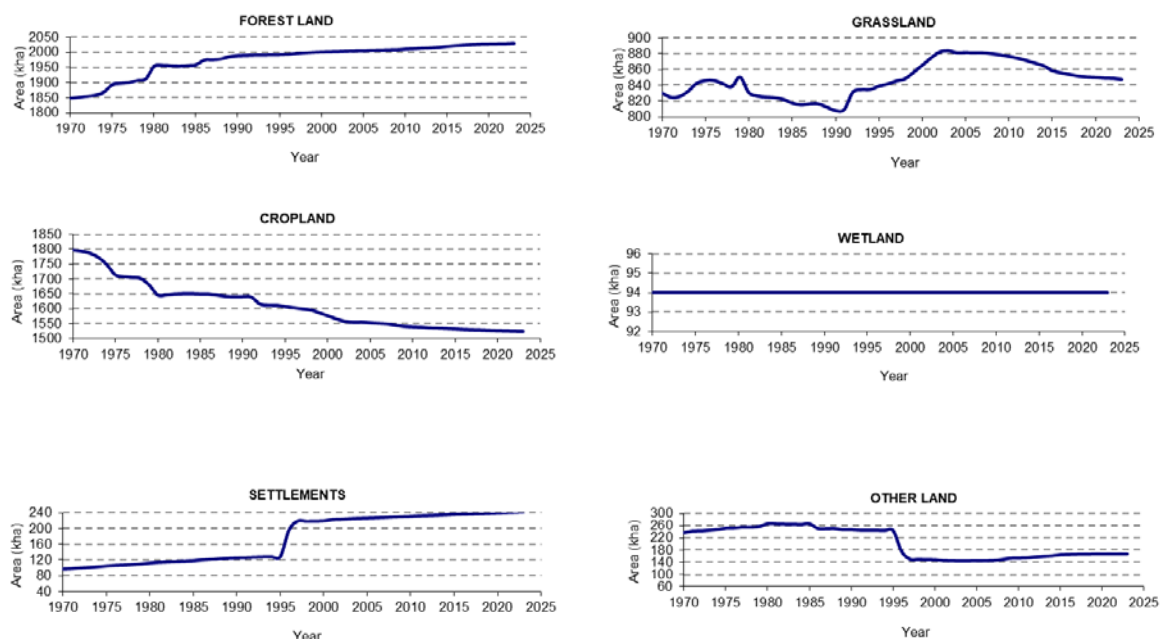 FOREST LAND
Area (kha)
2050
2000
1950
1900
1850
1800
1970 1975 1980 1985 1990 1995 2000 2005 2010 2015 2020 2025
Year
GRASSLAND
Area (kha)
900
880
860
840
820
800
1970 1975 1980 1985 1990 1995 2000 2005 2010 2015 2020 2025
Year
CROPLAND
Area (kha)
1850
1800
1750
1700
1650
1600
1550
1500
1970 1975 1980 1985 1990 1995 2000 2005 2010 2015 2020 2025
Year
WETLAND
Area (kha)
96
95
94
93
92
1970 1975 1980 1985 1990 1995 2000 2005 2010 2015 2020 2025
Year
SETTLEMENTS
Area (kha)
240
200
160
120
80
40
1970 1975 1980 1985 1990 1995 2000 2005 2010 2015 2020 2025
Year
OTHER LAND
Area (kha)
300
260
220
180
140
100
60
1970 1975 1980 1985 1990 1995 2000 2005 2010 2015 2020 2025
Year